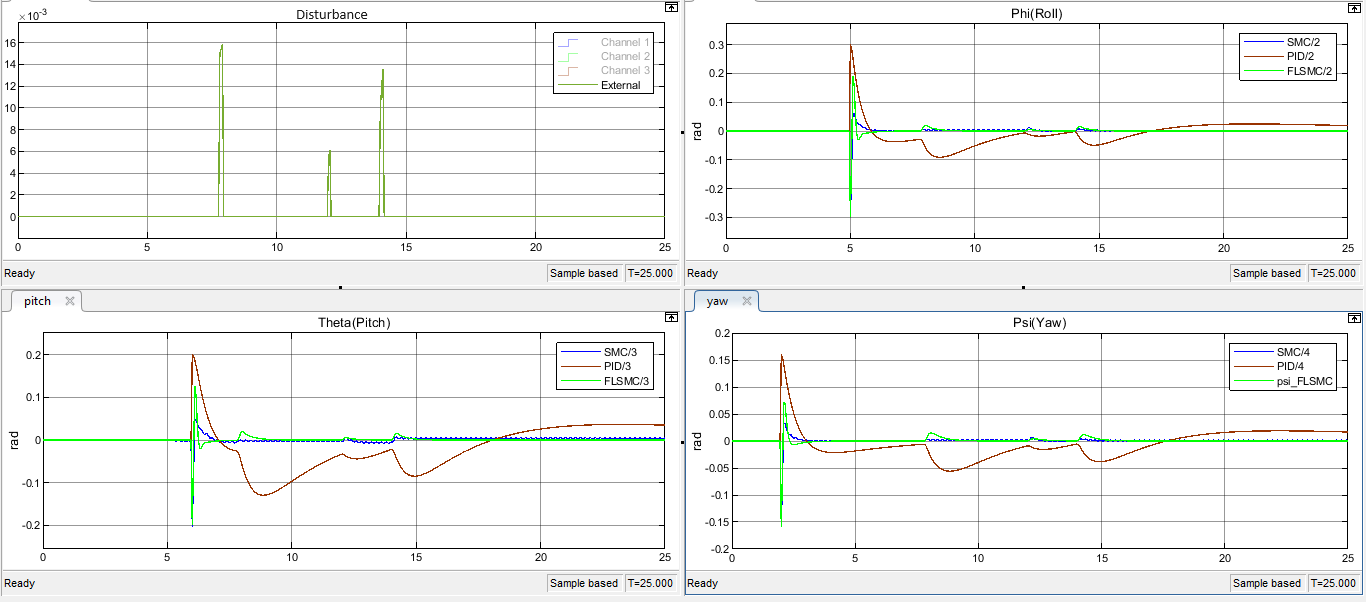 ×10⁻³
Disturbance
16
14
12
10
8
6
4
2
0
Channel 1
Channel 2
Channel 3
External
0 5 10 15 20 25
Ready Sample based T=25.000
Phi(Roll)
0.3
0.2
0.1
0
-0.1
-0.2
-0.3
rad
SMC/2
PID/2
FLSMC/2
0 5 10 15 20 25
Ready Sample based T=25.000
pitch
Theta(Pitch)
0.2
0.1
0
-0.1
-0.2
rad
SMC/3
PID/3
FLSMC/3
0 5 10 15 20 25
Ready Sample based T=25.000
yaw
Psi(Yaw)
0.2
0.15
0.1
0.05
0
-0.05
-0.1
-0.15
-0.2
rad
SMC/4
PID/4
psi_FLSMC
0 5 10 15 20 25
Ready Sample based T=25.000